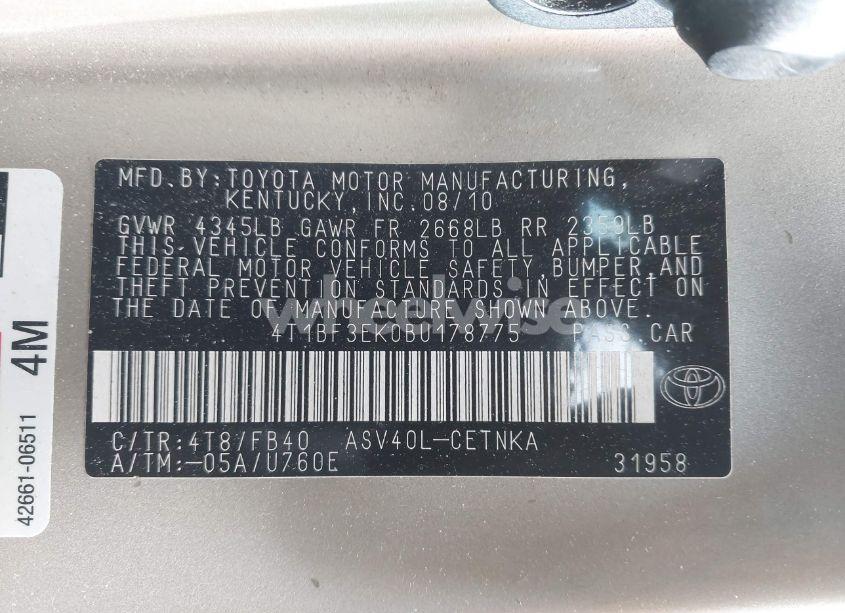 MFD. BY: TOYOTA MOTOR MANUFACTURING,
KENTUCKY, INC. 08/10
GVWR 4345LB GAWR FR 2668LB RR 2359LB
THIS VEHICLE CONFORMS TO ALL APPLICABLE
FEDERAL MOTOR VEHICLE SAFETY, BUMPER, AND
THEFT PREVENTION STANDARDS IN EFFECT ON
THE DATE OF MANUFACTURE SHOWN ABOVE.
wheelwise
4T1BF3EK0BU178775 PASS. CAR
C/TR: 4T8/FB40 ASV40L-CETNKA
A/TM:-05A/U760E 31958
4M
42661-06511